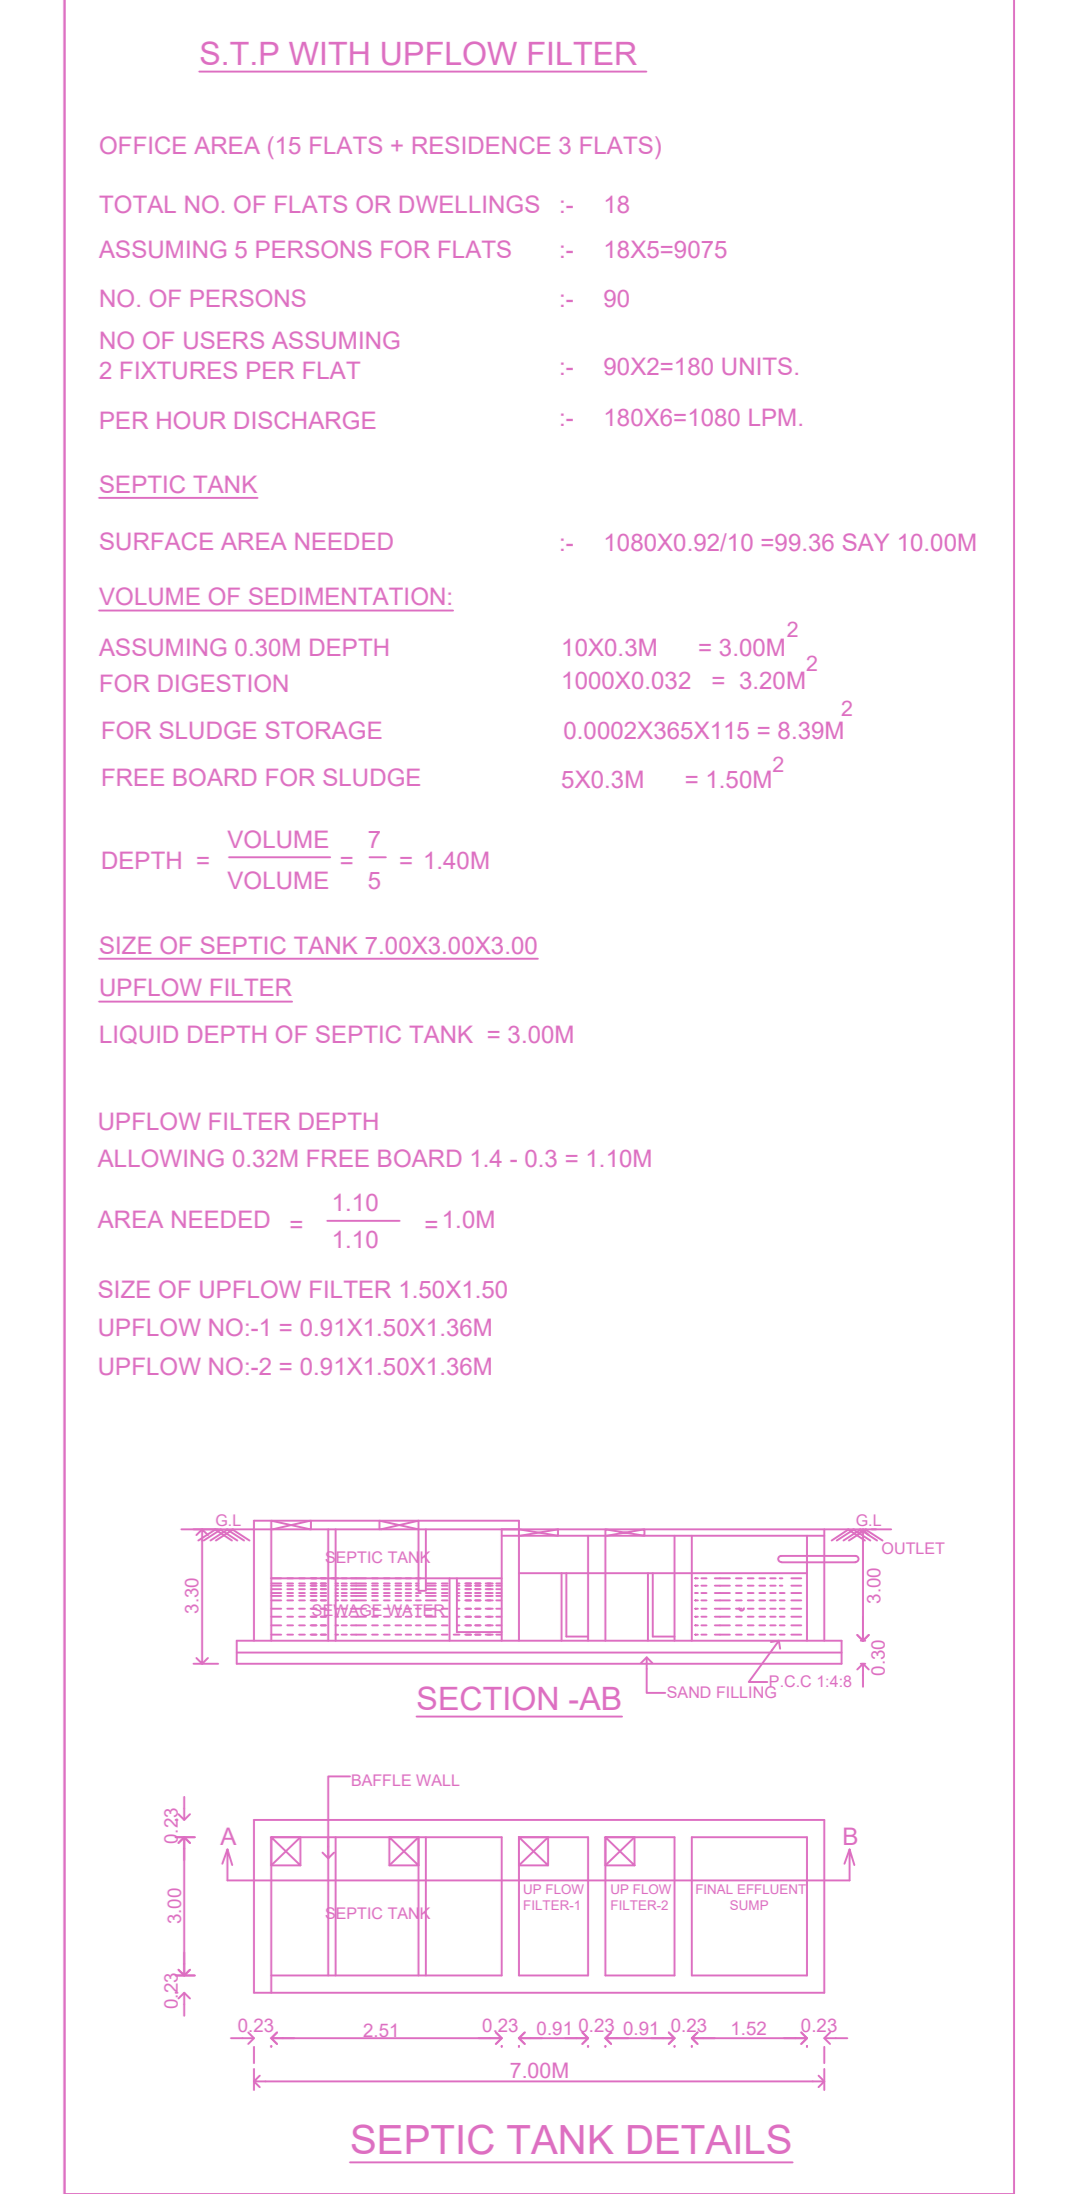 S.T.P WITH UPFLOW FILTER
OFFICE AREA (15 FLATS + RESIDENCE 3 FLATS)
TOTAL NO. OF FLATS OR DWELLINGS :- 18
ASSUMING 5 PERSONS FOR FLATS :- 18X5=9075
NO. OF PERSONS :- 90
NO OF USERS ASSUMING
2 FIXTURES PER FLAT :- 90X2=180 UNITS.
PER HOUR DISCHARGE :- 180X6=1080 LPM.
SEPTIC TANK
SURFACE AREA NEEDED :- 1080X0.92/10 =99.36 SAY 10.00M
VOLUME OF SEDIMENTATION:
ASSUMING 0.30M DEPTH 10X0.3M = 3.00M2
FOR DIGESTION 1000X0.032 = 3.20M2
FOR SLUDGE STORAGE 0.0002X365X115 = 8.39M2
FREE BOARD FOR SLUDGE 5X0.3M = 1.50M2
VOLUME 7
DEPTH = = = 1.40M
VOLUME 5
SIZE OF SEPTIC TANK 7.00X3.00X3.00
UPFLOW FILTER
LIQUID DEPTH OF SEPTIC TANK = 3.00M
UPFLOW FILTER DEPTH
ALLOWING 0.32M FREE BOARD 1.4 - 0.3 = 1.10M
1.10
AREA NEEDED = =1.0M
1.10
SIZE OF UPFLOW FILTER 1.50X1.50
UPFLOW NO:-1 = 0.91X1.50X1.36M
UPFLOW NO:-2 = 0.91X1.50X1.36M
G.L G.L
OUTLET
SEPTIC TANK
3.30 3.00
SEWAGE WATER
0.30
P.C.C 1:4:8
SAND FILLING
SECTION -AB
BAFFLE WALL
0.23
A B
3.00
UP FLOW UP FLOW FINAL EFFLUENT
FILTER-1 FILTER-2 SUMP
SEPTIC TANK
0.23
0.23 2.51 0.23 0.91 0.23 0.91 0.23 1.52 0.23
7.00M
SEPTIC TANK DETAILS